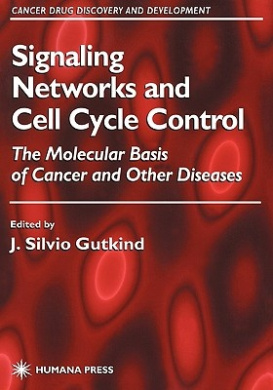 CANCER DRUG DISCOVERY AND DEVELOPMENT
Signaling
Networks and
Cell Cycle Control
The Molecular Basis
of Cancer and Other Diseases
Edited by
J. Silvio Gutkind
HUMANA PRESS